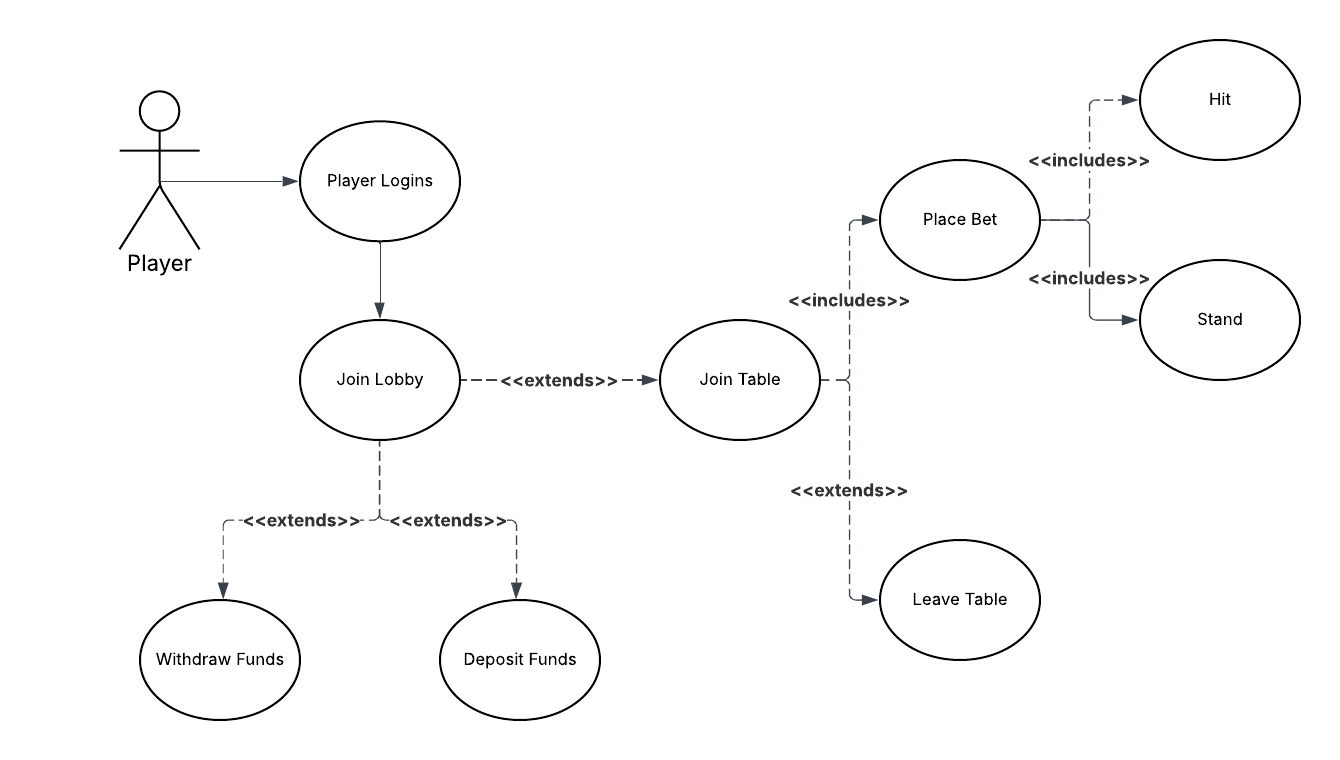 Hit
<<includes>>
Player Logins
Place Bet
Player
<<includes>>
<<includes>>
Stand
Join Lobby
<<extends>>
Join Table
<<extends>>
<<extends>>
<<extends>>
Leave Table
Withdraw Funds
Deposit Funds